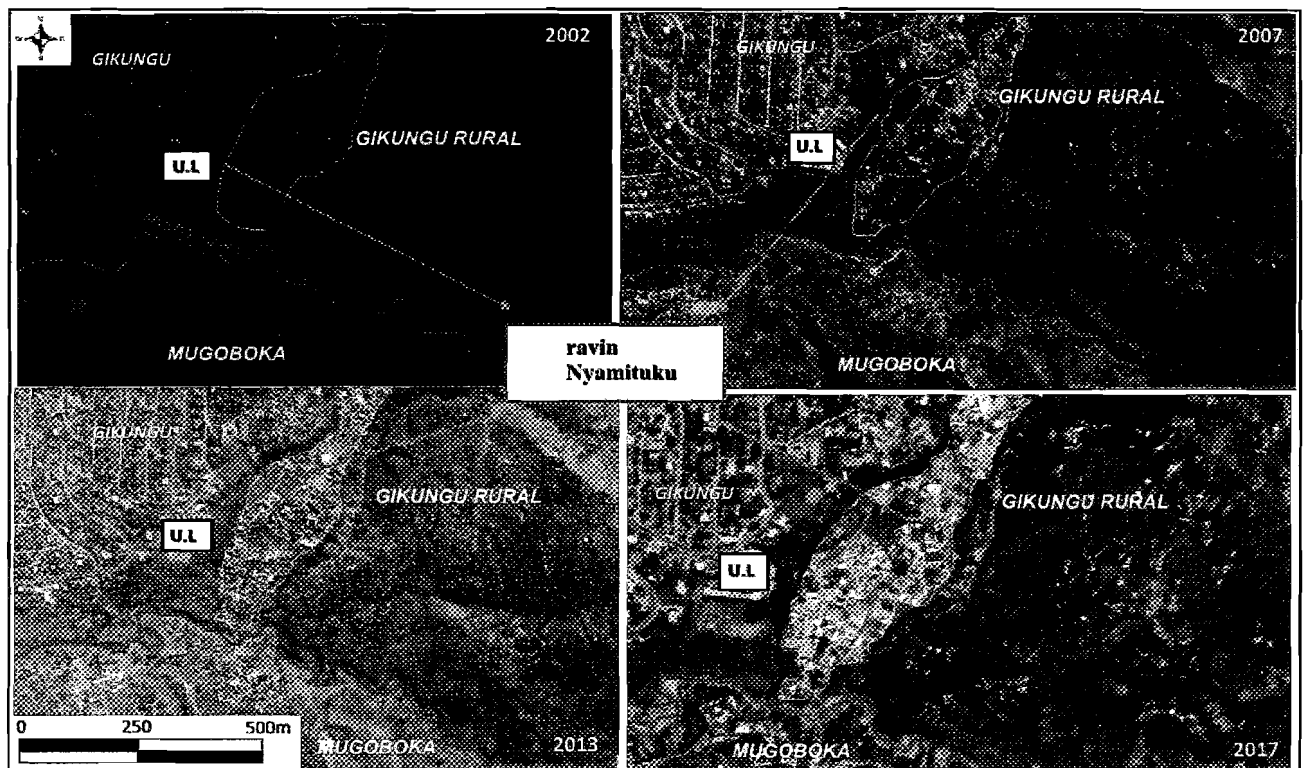 2002
GIKUNGU
GIKUNGU RURAL
U.L
MUGOBOKA
2007
GIKUNGU
GIKUNGU RURAL
U.L
MUGOBOKA
ravin
Nyamituku
GIKUNGU
GIKUNGU RURAL
U.L
0 250 500m
MUGOBOKA
2013
GIKUNGU
GIKUNGU RURAL
U.L
MUGOBOKA
2017